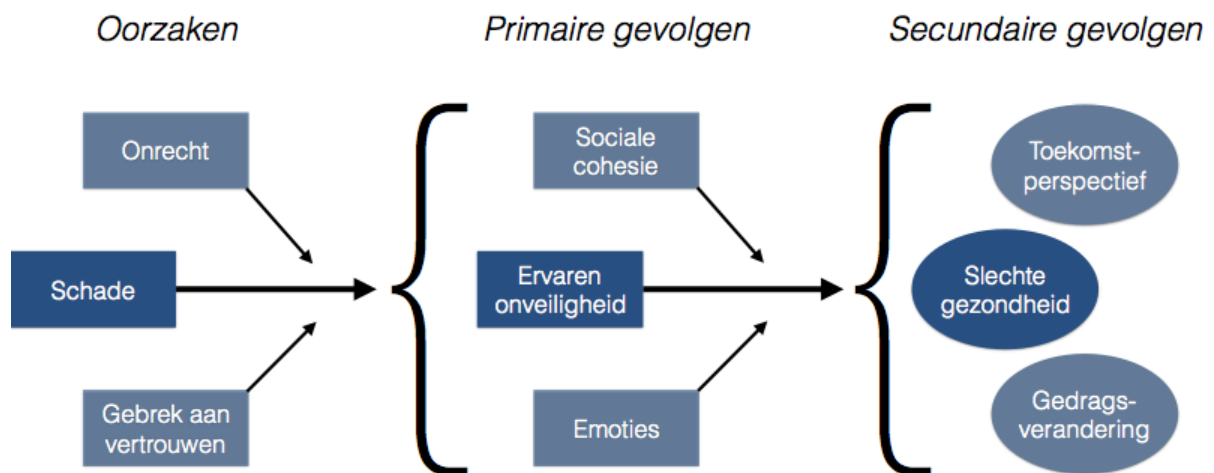 Oorzaken
Primaire gevolgen
Secundaire gevolgen
Onrecht
Schade
Gebrek aan
vertrouwen
Sociale
cohesie
Ervaren
onveiligheid
Emoties
Toekomst-
perspectief
Slechte
gezondheid
Gedrags-
verandering